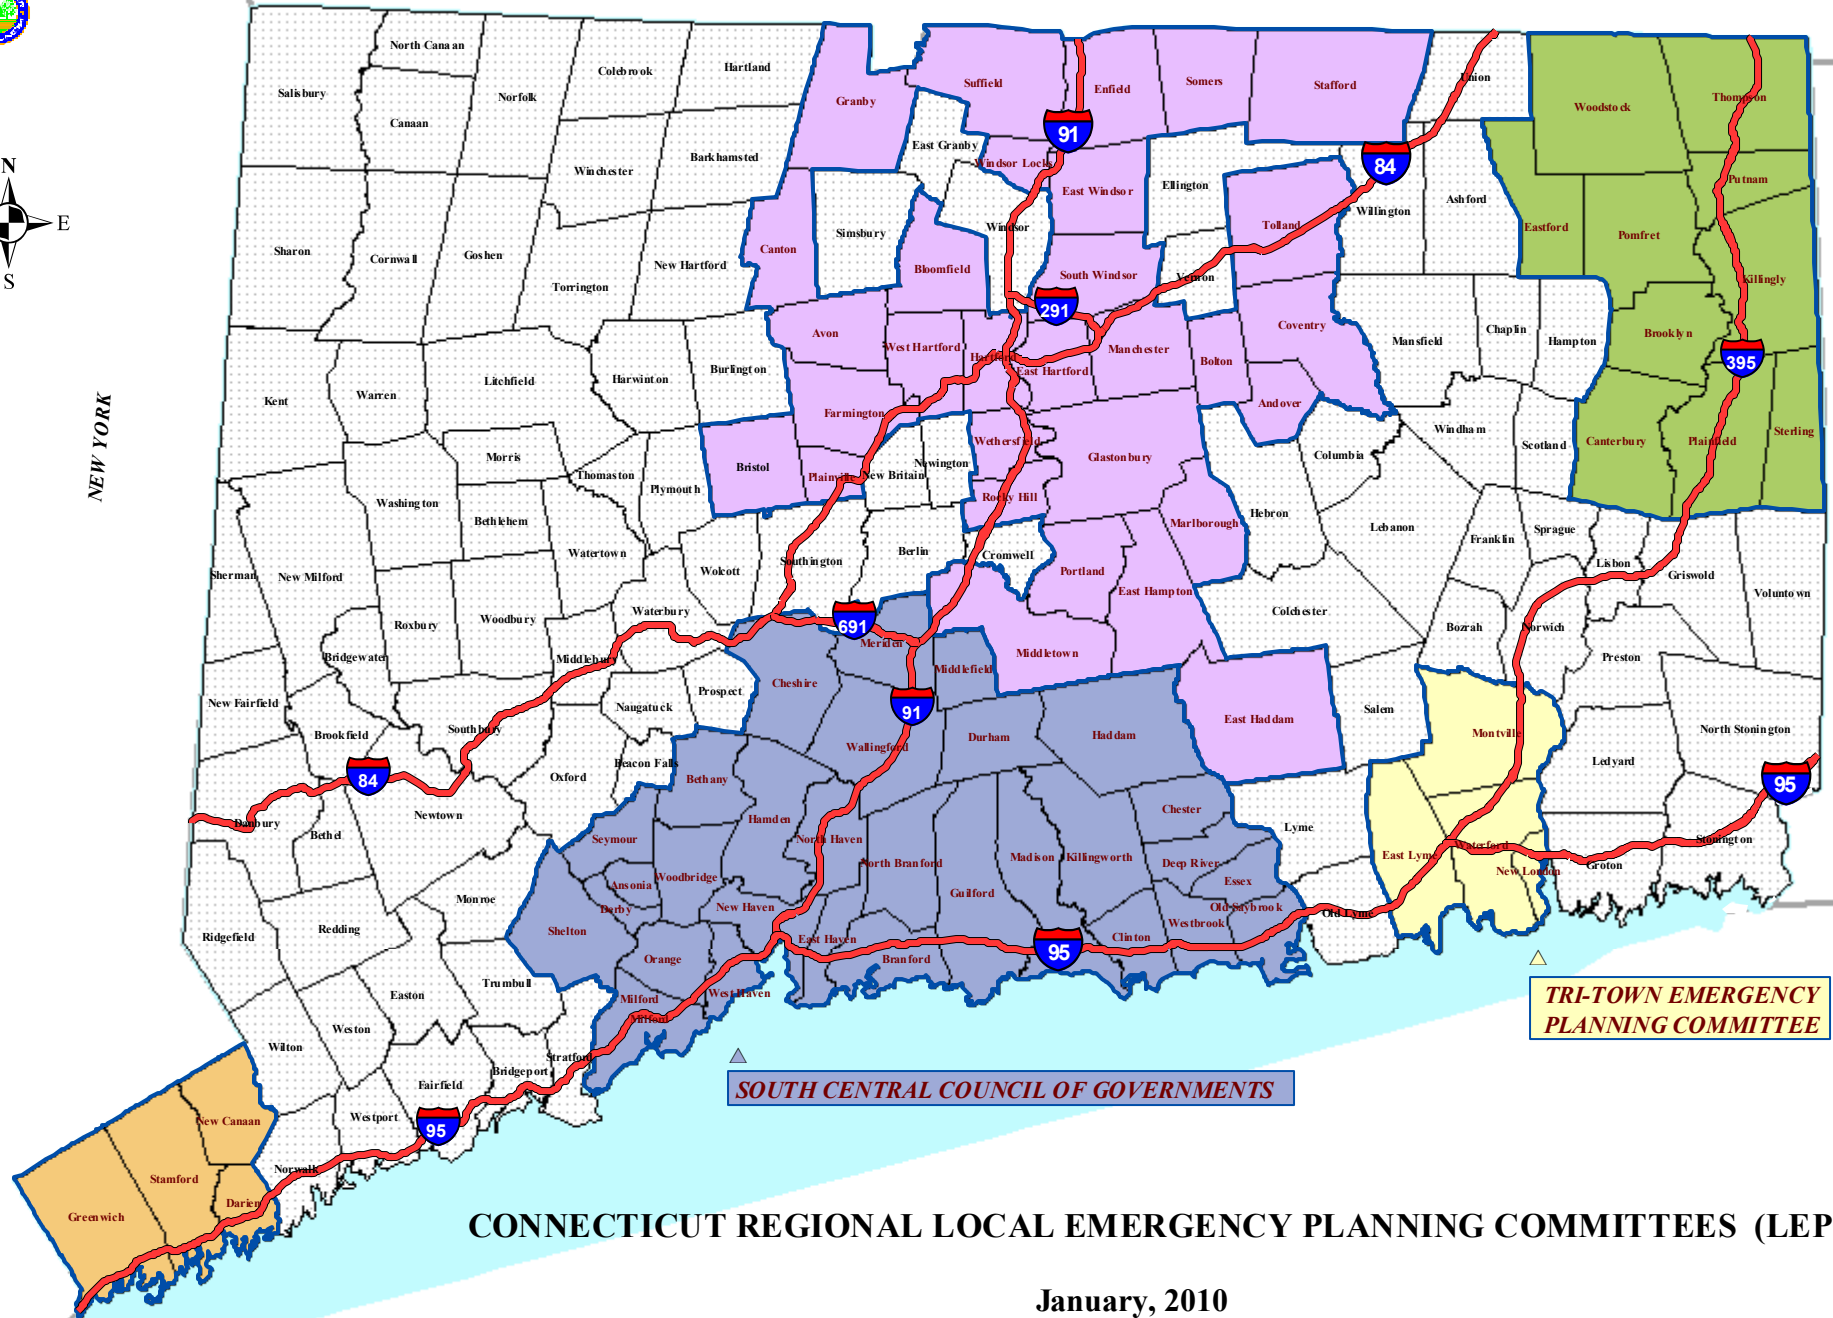 North Canaan
Salisbury
Canaan
Norfolk
Colebrook
Hartland
Granby
Suffield
Enfield
Somers
Stafford
Union
Woodstock
Thompson
91
84
East Granby
Windsor Locks
Winchester
Barkhamsted
East Windsor
Ellington
Willington
Ashford
Putnam
N
E
S
Sharon
Cornwall
Goshen
Torrington
New Hartford
Canton
Simsbury
Bloomfield
Windsor
South Windsor
Vernon
Tolland
Eastford
Pomfret
Killingly
291
Avon
West Hartford
Hartford
East Hartford
Manchester
Bolton
Coventry
Mansfield
Chaplin
Hampton
Brooklyn
395
NEW YORK
Kent
Warren
Litchfield
Harwinton
Burlington
Farmington
Wethersfield
Glastonbury
Andover
Columbia
Windham
Scotland
Canterbury
Plainfield
Sterling
Morris
Thomaston
Plymouth
Bristol
Plainville
New Britain
Newington
Rocky Hill
Marlborough
Hebron
Lebanon
Franklin
Sprague
Washington
Bethlehem
Watertown
Wolcott
Southington
Berlin
Cromwell
Portland
East Hampton
Colchester
Lisbon
Griswold
Voluntown
Sherman
New Milford
Roxbury
Woodbury
Waterbury
691
Meriden
Middletown
Middlefield
Bozrah
Norwich
Preston
Bridgewater
Middlebury
Prospect
Cheshire
91
New Fairfield
Brookfield
Southbury
Naugatuck
Wallingford
Durham
Haddam
East Haddam
Salem
Montville
North Stonington
Ledyard
84
Oxford
Beacon Falls
Bethany
95
Danbury
Bethel
Newtown
Seymour
Hamden
North Haven
North Branford
Madison
Killingworth
Chester
Lyme
East Lyme
Waterford
New London
Groton
Stonington
Monroe
Ansonia
Derby
Woodbridge
New Haven
Guilford
Deep River
Essex
Old Saybrook
Westbrook
Clinton
Old Lyme
Ridgefield
Redding
Shelton
Orange
East Haven
Branford
95
Easton
Trumbull
Milford
Milford
West Haven
TRI-TOWN EMERGENCY
PLANNING COMMITTEE
Weston
Wilton
Stratford
Bridgeport
Fairfield
Westport
95
SOUTH CENTRAL COUNCIL OF GOVERNMENTS
New Canaan
Norwalk
Stamford
Darien
Greenwich
CONNECTICUT REGIONAL LOCAL EMERGENCY PLANNING COMMITTEES (LEP
January, 2010